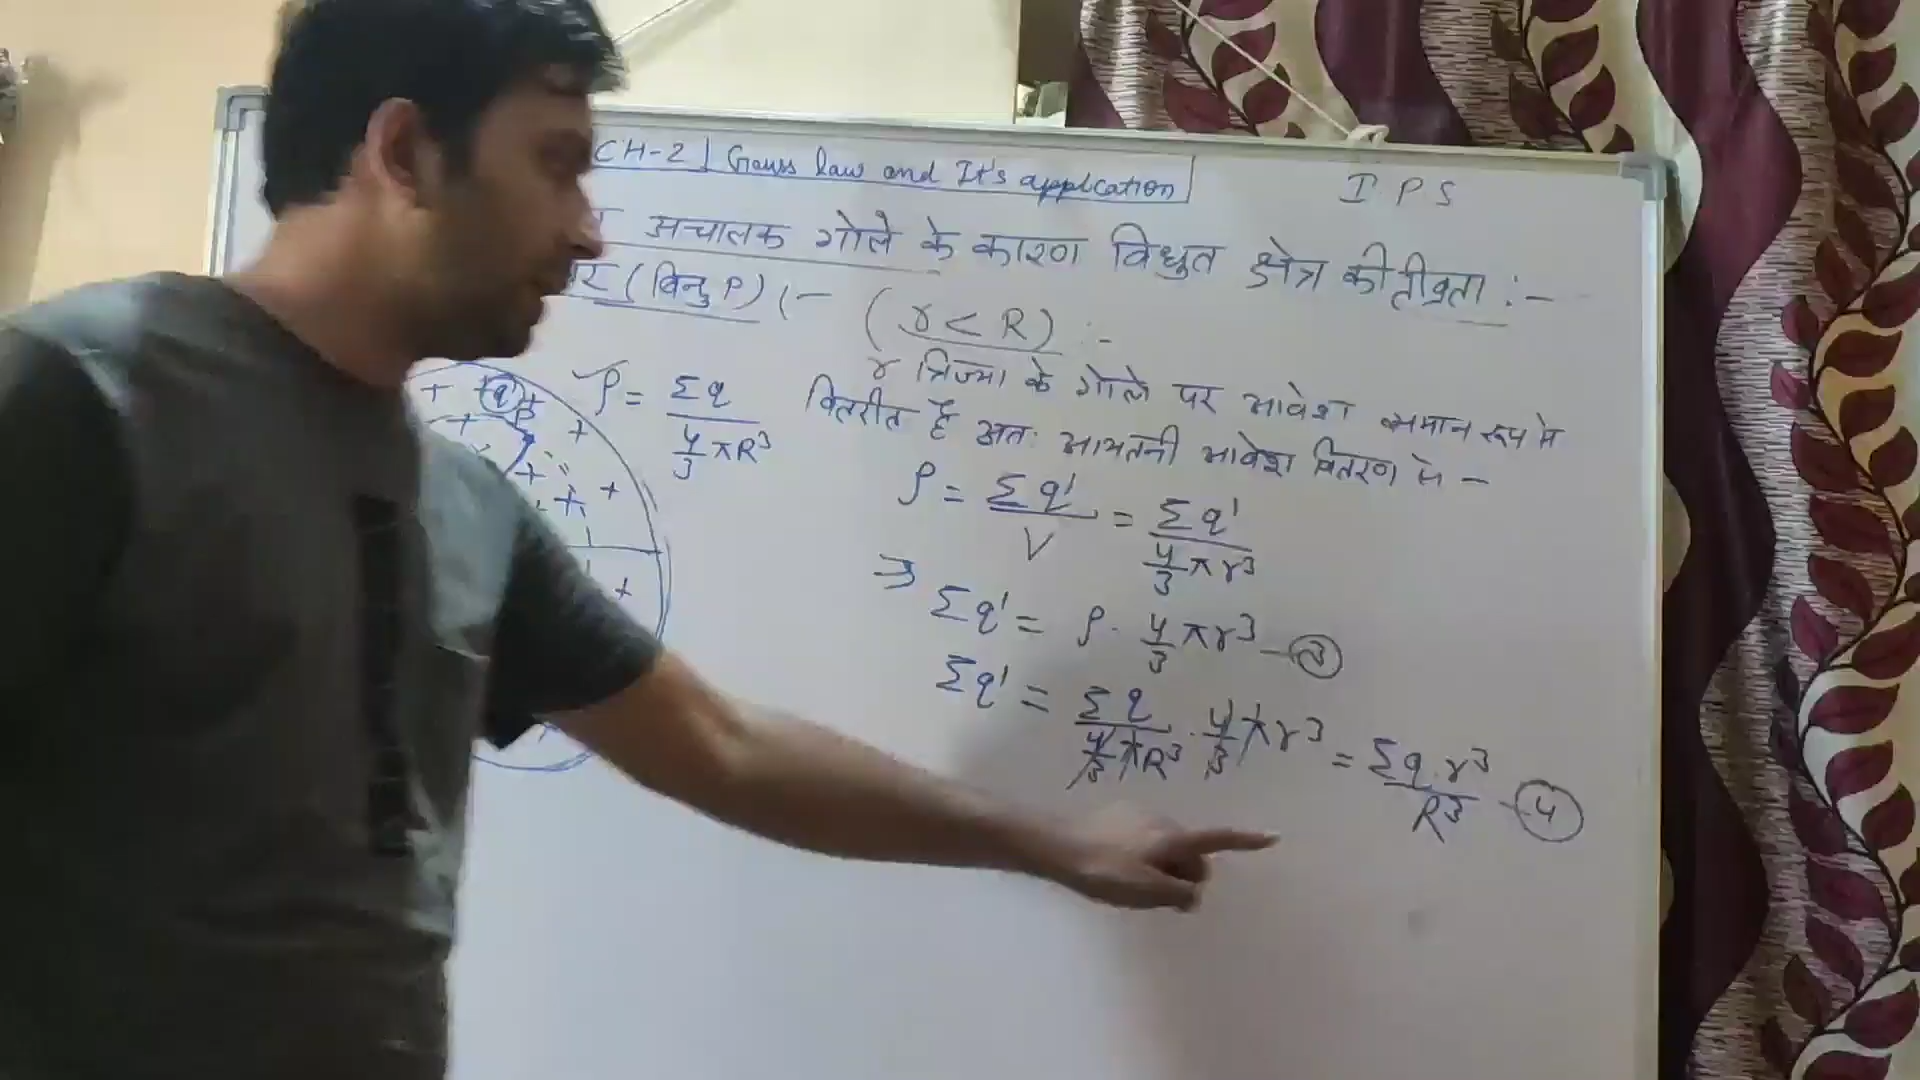 CH-2 | Gauss law and It's application
I P S
अचालक गोले के कारण विधुत क्षेत्र की तीव्रता :-
पर (बिन्दु P) :- (r < R) :-
r त्रिज्या के गोले पर आवेश समान रूप से
वितरीत है अतः आयतनी आवेश वितरण से -
ρ = Σq / (4/3 πR³)
ρ = Σq' / V = Σq' / (4/3 πr³)
⇒ Σq' = ρ · 4/3 πr³ - ③
Σq' = Σq / (4/3 πR³) · 4/3 πr³ = Σq · r³ / R³ - ④
+ +q'+
P
+ + +
+ + +
+